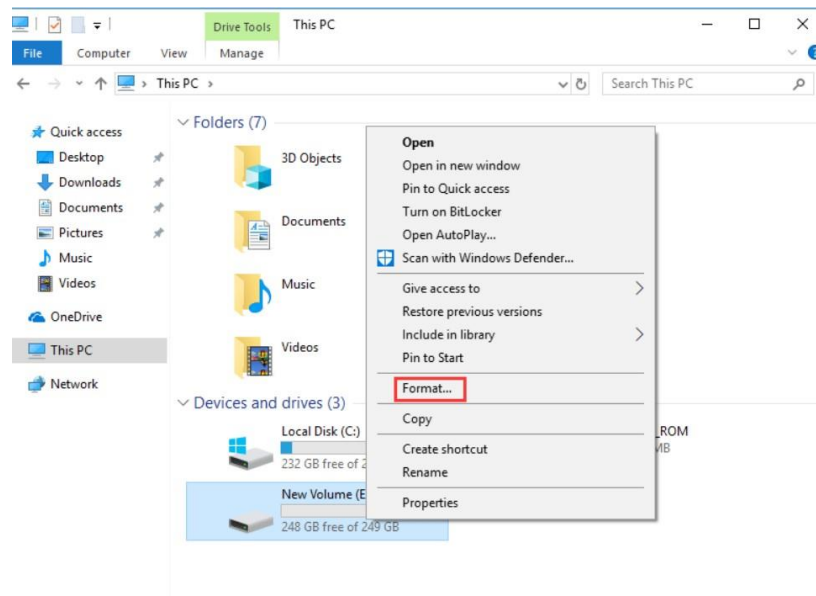 Drive Tools
This PC
File
Computer
View
Manage
This PC
Search This PC
Quick access
Desktop
Downloads
Documents
Pictures
Music
Videos
OneDrive
This PC
Network
Folders (7)
3D Objects
Documents
Music
Videos
Devices and drives (3)
Local Disk (C:)
232 GB free of 2
New Volume (E
248 GB free of 249 GB
_ROM
MB
Open
Open in new window
Pin to Quick access
Turn on BitLocker
Open AutoPlay...
Scan with Windows Defender...
Give access to
Restore previous versions
Include in library
Pin to Start
Format...
Copy
Create shortcut
Rename
Properties